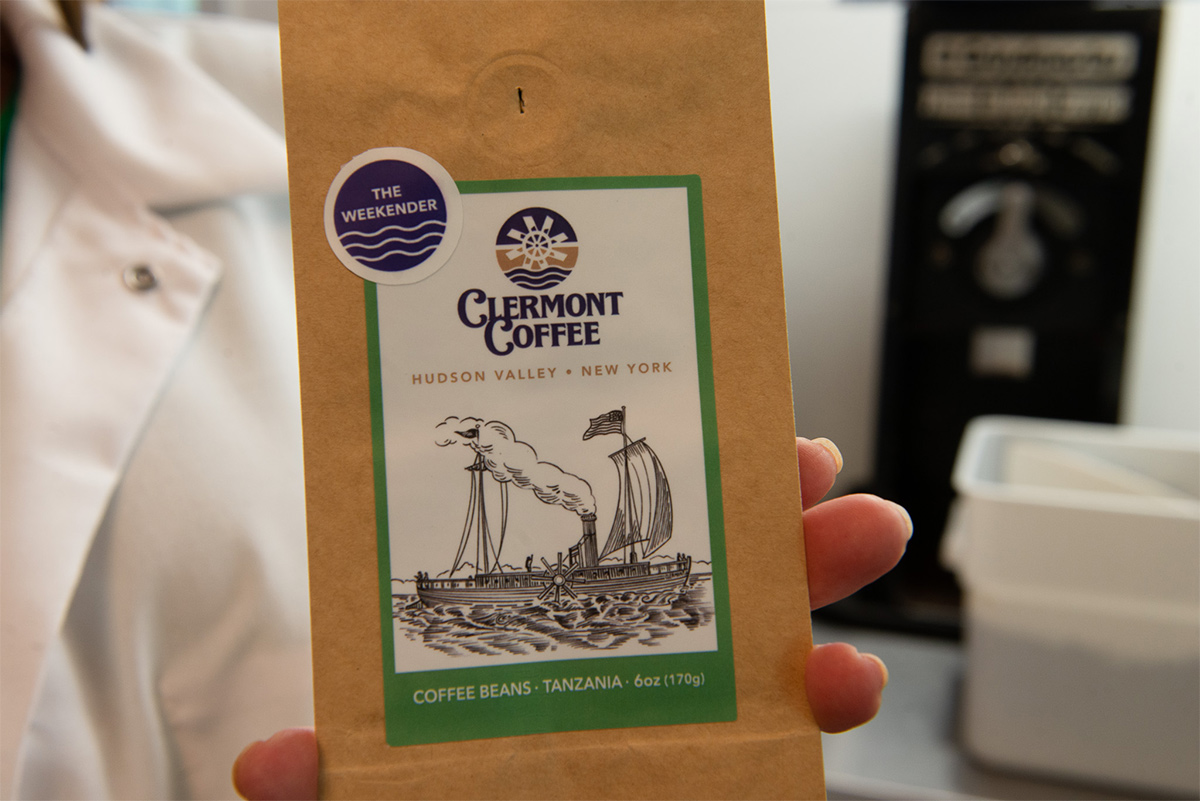 THE
WEEKENDER
CLERMONT
COFFEE
HUDSON VALLEY • NEW YORK
COFFEE BEANS · TANZANIA · 6oz (170g)